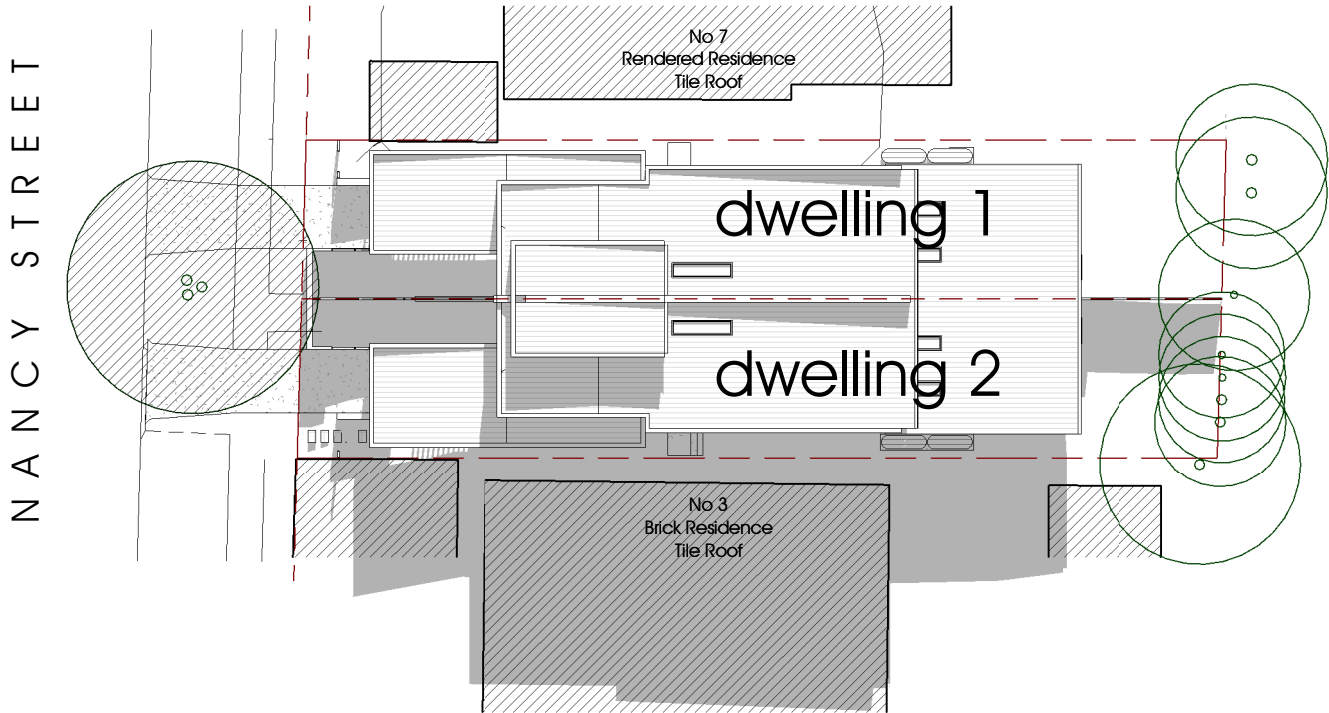 NANCY STREET
No 7
Rendered Residence
Tile Roof
dwelling 1
dwelling 2
No 3
Brick Residence
Tile Roof